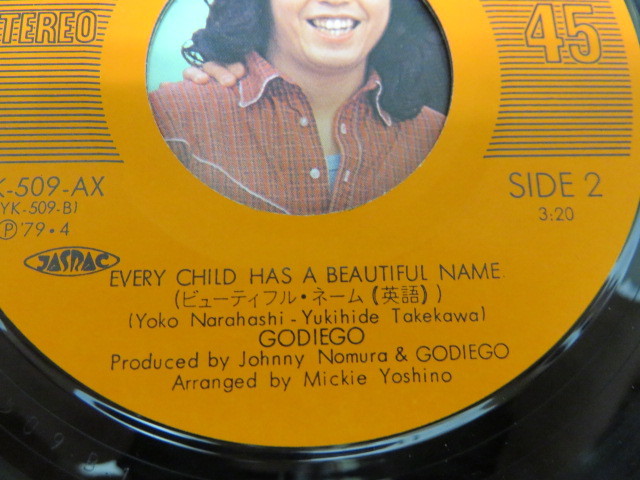 STEREO
45
K-509-AX
YK-509-B1
Ⓟ'79・4
JASRAC
SIDE 2
3:20
EVERY CHILD HAS A BEAUTIFUL NAME
(ビューティフル・ネーム《英語》)
(Yoko Narahashi - Yukihide Takekawa)
GODIEGO
Produced by Johnny Nomura & GODIEGO
Arranged by Mickie Yoshino